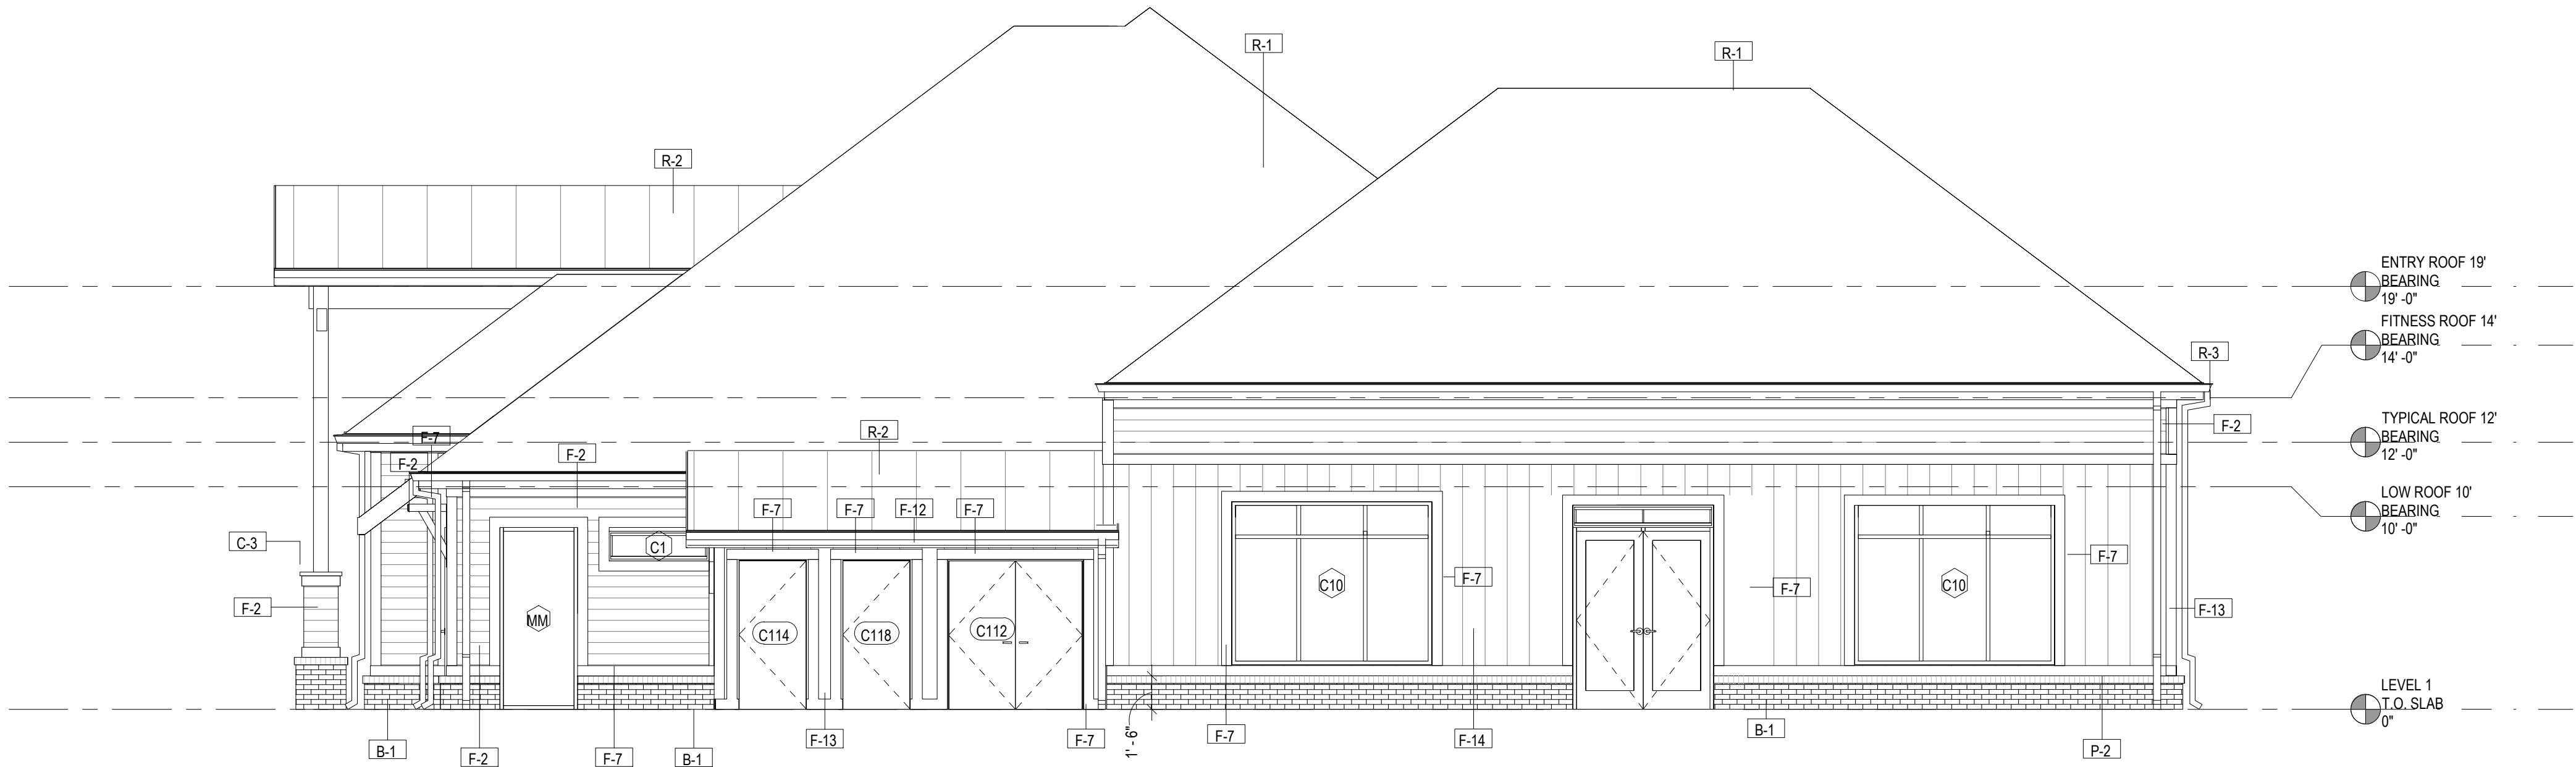 R-1
R-1
R-2
ENTRY ROOF 19'
BEARING
19' -0"
FITNESS ROOF 14'
BEARING
14' -0"
R-3
TYPICAL ROOF 12'
BEARING
12' -0"
F-2
F-7
R-2
F-2
F-2
LOW ROOF 10'
BEARING
10' -0"
F-7
F-7
F-12
F-7
C-3
C1
F-7
F-7
C10
C10
F-7
F-2
F-13
MM
C114
C118
C112
LEVEL 1
T.O. SLAB
0"
B-1
F-2
F-7
B-1
F-13
F-7
1' - 6"
F-7
F-14
B-1
P-2